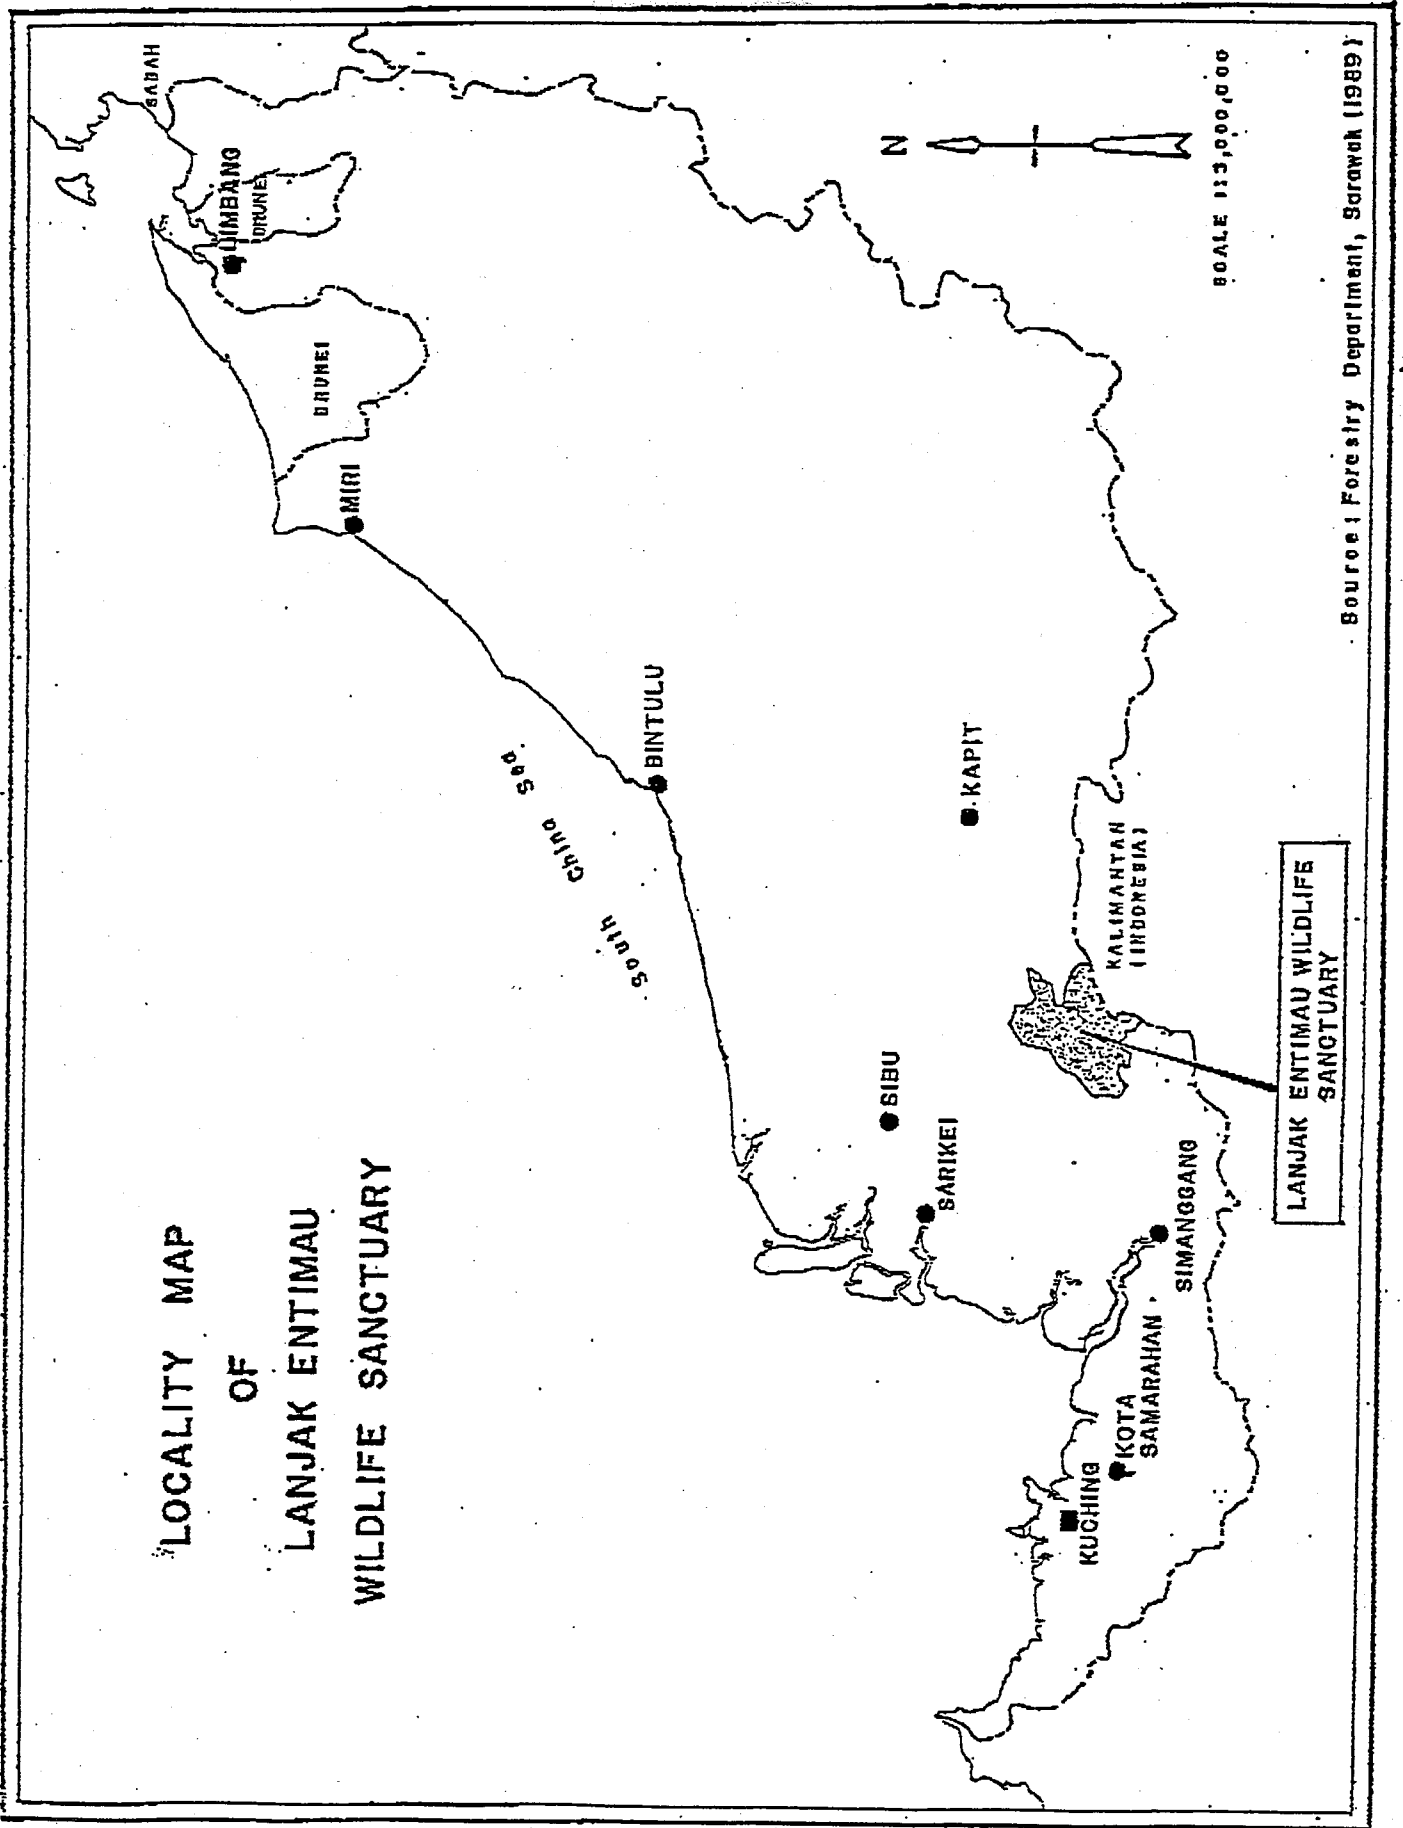 LOCALITY MAP
OF
LANJAK ENTIMAU
WILDLIFE SANCTUARY
SABAH
LIMBANG
BRUNEI
BRUNEI
MIRI
BINTULU
South China Sea
KAPIT
SIBU
SARIKEI
SIMANGGANG
KOTA
SAMARAHAN
KUCHING
KALIMANTAN
(INDONESIA)
LANJAK ENTIMAU WILDLIFE
SANCTUARY
N
SCALE 1:3,000,000
Source: Forestry Department, Sarawak (1989)